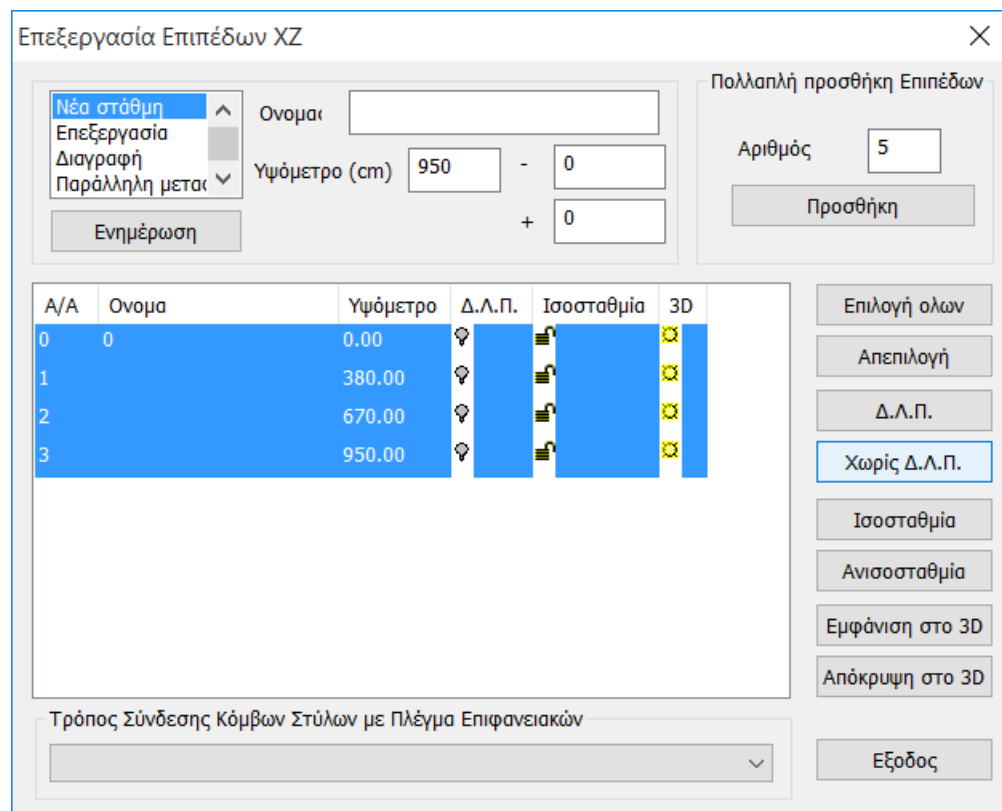 Επεξεργασία Επιπέδων XZ
Νέα στάθμη
Επεξεργασία
Διαγραφή
Παράλληλη μετας
Ενημέρωση
Ονομα
Υψόμετρο (cm) 950 - 0
+ 0
Πολλαπλή προσθήκη Επιπέδων
Αριθμός 5
Προσθήκη
Α/Α Ονομα Υψόμετρο Δ.Λ.Π. Ισοσταθμία 3D
0 0 0.00
1 380.00
2 670.00
3 950.00
Επιλογή ολων
Απεπιλογή
Δ.Λ.Π.
Χωρίς Δ.Λ.Π.
Ισοσταθμία
Ανισοσταθμία
Εμφάνιση στο 3D
Απόκρυψη στο 3D
Τρόπος Σύνδεσης Κόμβων Στύλων με Πλέγμα Επιφανειακών
Εξοδος